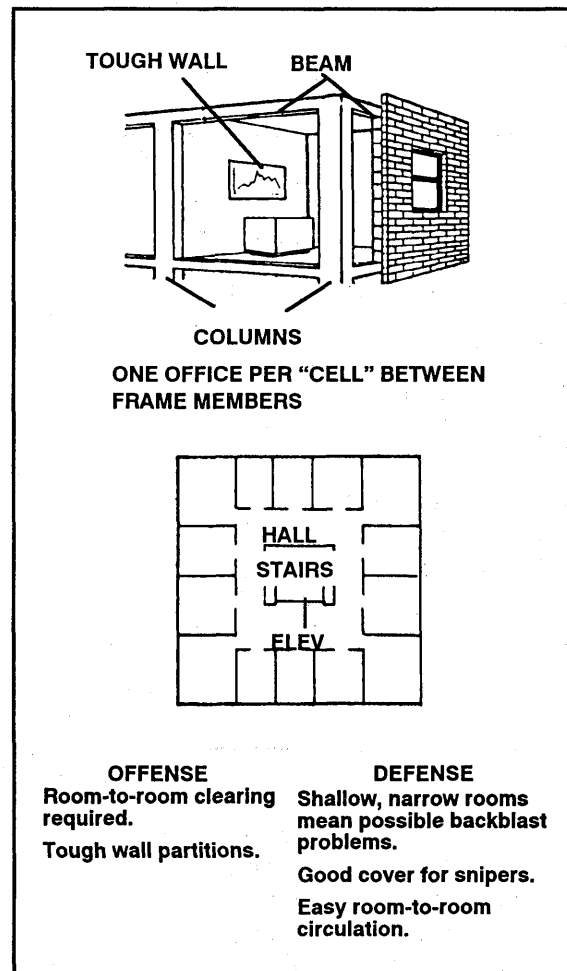 TOUGH WALL
BEAM
COLUMNS
ONE OFFICE PER “CELL” BETWEEN
FRAME MEMBERS
HALL
STAIRS
ELEV
OFFENSE
Room-to-room clearing
required.
Tough wall partitions.
DEFENSE
Shallow, narrow rooms
mean possible backblast
problems.
Good cover for snipers.
Easy room-to-room
circulation.